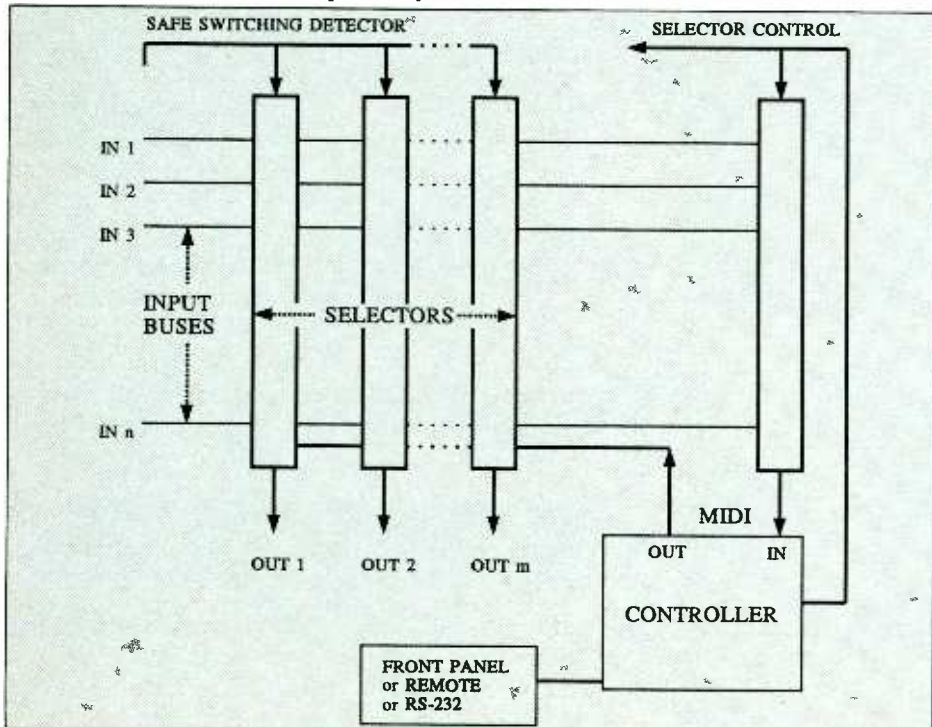 SAFE SWITCHING DETECTOR
SELECTOR CONTROL
IN 1
IN 2
IN 3
INPUT
BUSES
SELECTORS
IN n
MIDI
OUT 1
OUT 2
OUT m
OUT
IN
CONTROLLER
FRONT PANEL
or REMOTE
or RS-232